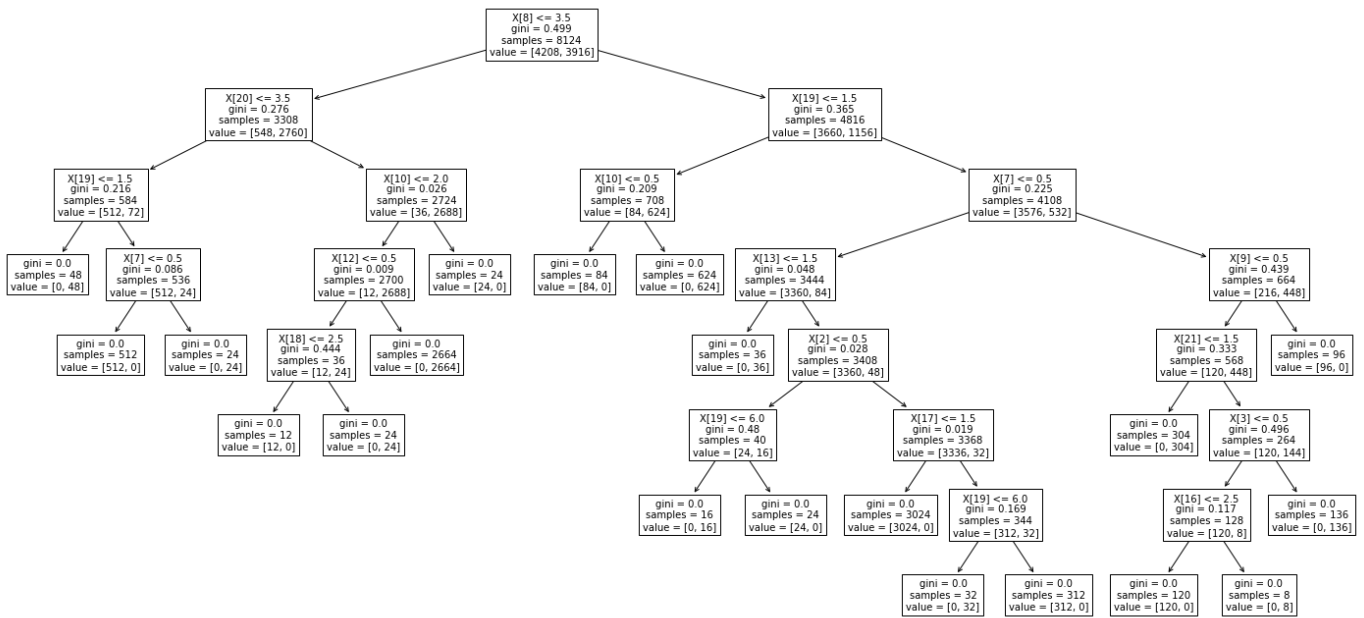 X[8] <= 3.5
gini = 0.499
samples = 8124
value = [4208, 3916]
X[20] <= 3.5
gini = 0.276
samples = 3308
value = [548, 2760]
X[19] <= 1.5
gini = 0.365
samples = 4816
value = [3660, 1156]
X[19] <= 1.5
gini = 0.216
samples = 584
value = [512, 72]
X[10] <= 2.0
gini = 0.026
samples = 2724
value = [36, 2688]
X[10] <= 0.5
gini = 0.209
samples = 708
value = [84, 624]
X[7] <= 0.5
gini = 0.225
samples = 4108
value = [3576, 532]
gini = 0.0
samples = 48
value = [0, 48]
X[7] <= 0.5
gini = 0.086
samples = 536
value = [512, 24]
X[12] <= 0.5
gini = 0.009
samples = 2700
value = [12, 2688]
gini = 0.0
samples = 24
value = [24, 0]
gini = 0.0
samples = 84
value = [84, 0]
gini = 0.0
samples = 624
value = [0, 624]
X[13] <= 1.5
gini = 0.048
samples = 3444
value = [3360, 84]
X[9] <= 0.5
gini = 0.439
samples = 664
value = [216, 448]
gini = 0.0
samples = 512
value = [512, 0]
gini = 0.0
samples = 24
value = [0, 24]
X[18] <= 2.5
gini = 0.444
samples = 36
value = [12, 24]
gini = 0.0
samples = 2664
value = [0, 2664]
gini = 0.0
samples = 36
value = [0, 36]
X[2] <= 0.5
gini = 0.028
samples = 3408
value = [3360, 48]
X[21] <= 1.5
gini = 0.333
samples = 568
value = [120, 448]
gini = 0.0
samples = 96
value = [96, 0]
gini = 0.0
samples = 12
value = [12, 0]
gini = 0.0
samples = 24
value = [0, 24]
X[19] <= 6.0
gini = 0.48
samples = 40
value = [24, 16]
X[17] <= 1.5
gini = 0.019
samples = 3368
value = [3336, 32]
gini = 0.0
samples = 304
value = [0, 304]
X[3] <= 0.5
gini = 0.496
samples = 264
value = [120, 144]
gini = 0.0
samples = 16
value = [0, 16]
gini = 0.0
samples = 24
value = [24, 0]
gini = 0.0
samples = 3024
value = [3024, 0]
X[19] <= 6.0
gini = 0.169
samples = 344
value = [312, 32]
X[16] <= 2.5
gini = 0.117
samples = 128
value = [120, 8]
gini = 0.0
samples = 136
value = [0, 136]
gini = 0.0
samples = 32
value = [0, 32]
gini = 0.0
samples = 312
value = [312, 0]
gini = 0.0
samples = 120
value = [120, 0]
gini = 0.0
samples = 8
value = [0, 8]